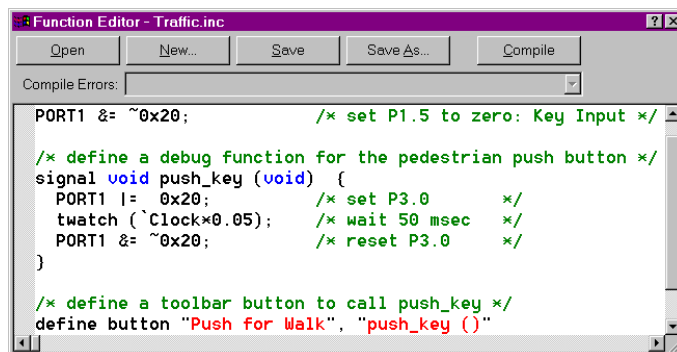 Function Editor - Traffic.inc
Open New... Save Save As... Compile
Compile Errors:
PORT1 &= ~0x20; /* set P1.5 to zero: Key Input */
/* define a debug function for the pedestrian push button */
signal void push_key (void) {
PORT1 |= 0x20; /* set P3.0 */
twatch (`Clock*0.05); /* wait 50 msec */
PORT1 &= ~0x20; /* reset P3.0 */
}
/* define a toolbar button to call push_key */
define button "Push for Walk", "push_key ()"